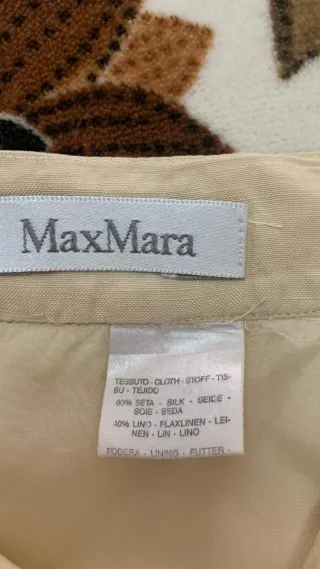 MaxMara
TESSUTO - CLOTH - STOFF - TIS-
SU - TEJIDO
60% SETA - SILK - SEIDE -
SOIE - SEDA
40% LINO - FLAXLINEN - LEI-
NEN - LIN - LINO
FODERA - LINING - FUTTER -